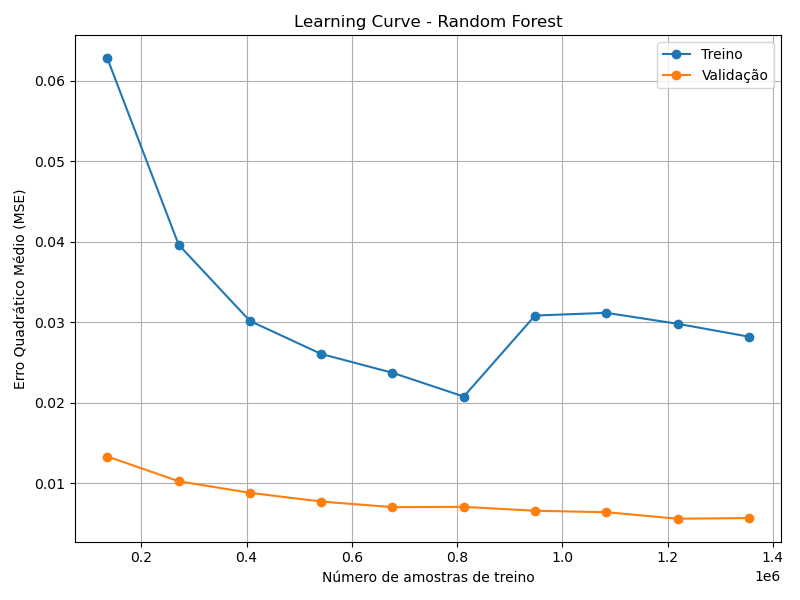 Learning Curve - Random Forest
Treino
Validação
Erro Quadrático Médio (MSE)
0.06
0.05
0.04
0.03
0.02
0.01
0.2 0.4 0.6 0.8 1.0 1.2 1.4
1e6
Número de amostras de treino